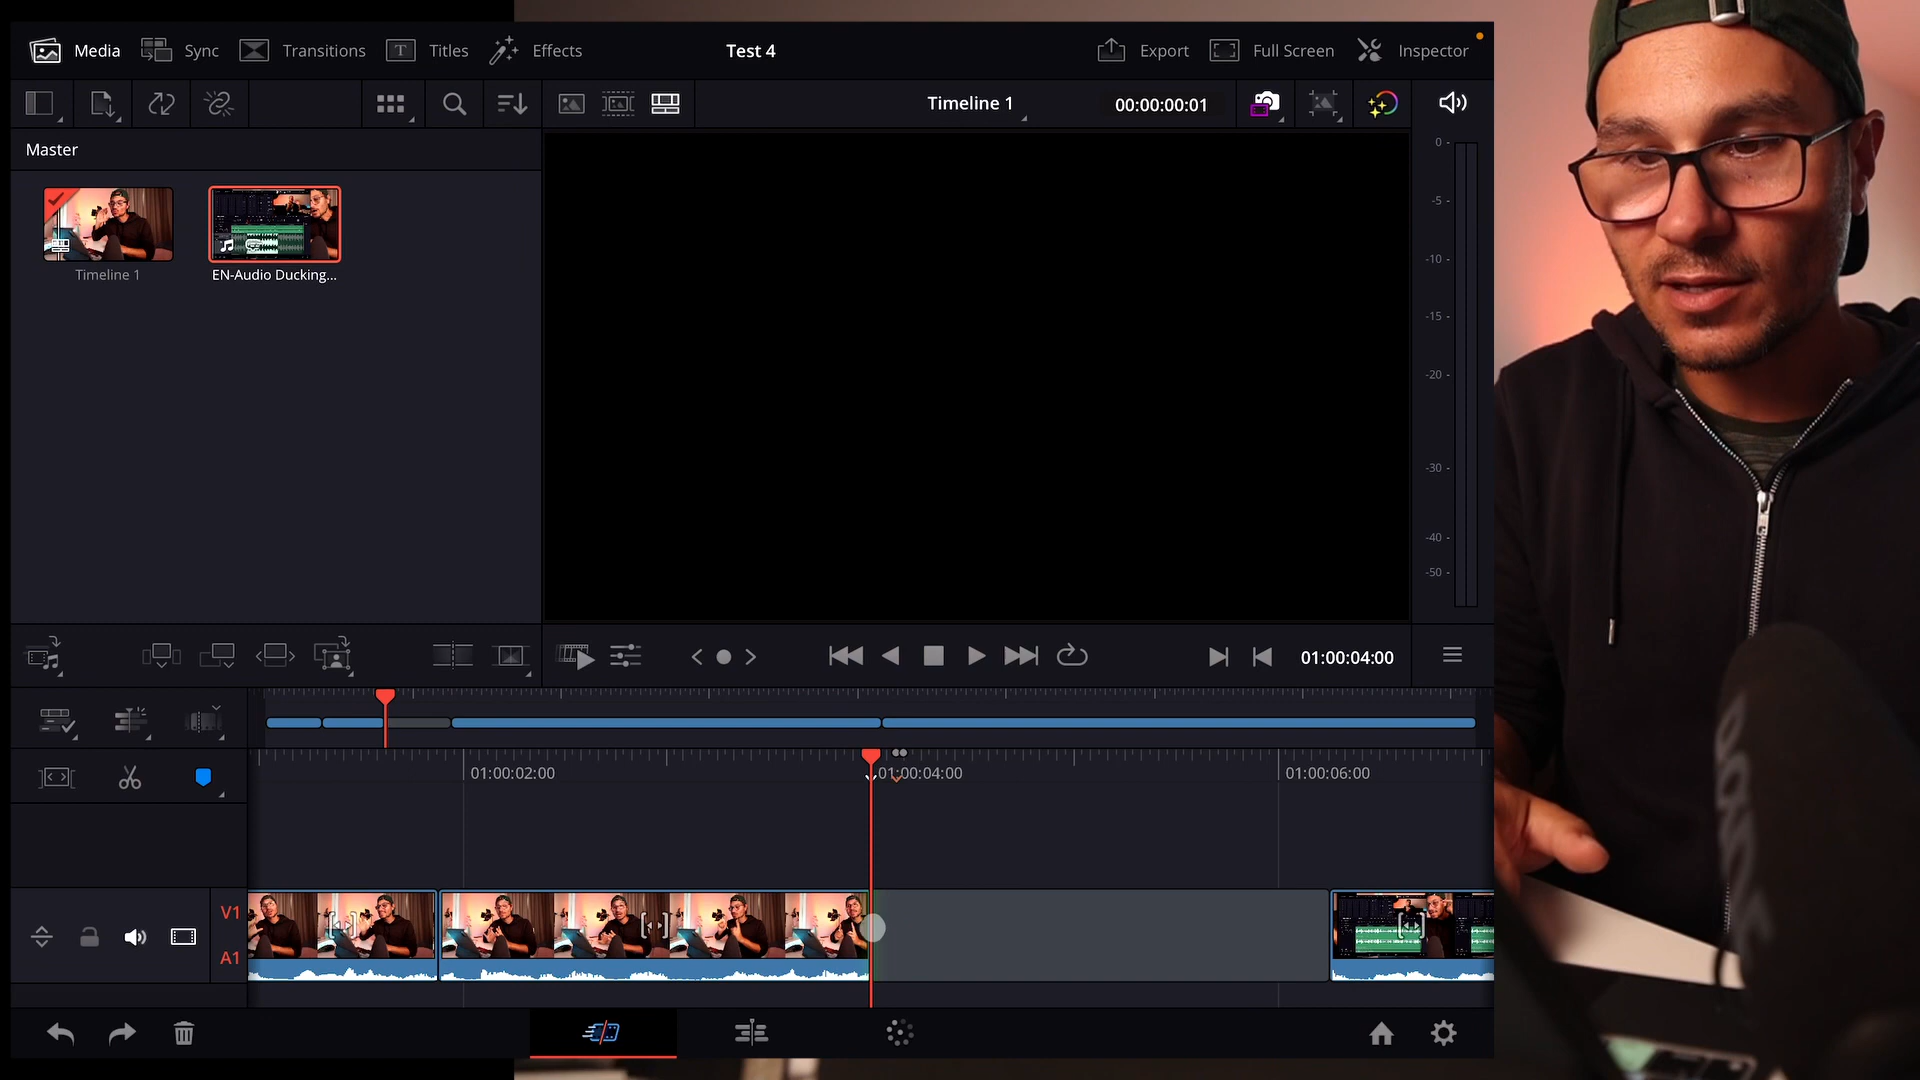 Media
Sync
Transitions
T
Titles
Effects
Test 4
Export
Full Screen
Inspector
Timeline 1
00:00:00:01
Master
Timeline 1
EN-Audio Ducking...
0 -
-5 -
-10 -
-15 -
-20 -
-30 -
-40 -
-50 -
01:00:04:00
01:00:02:00
01:00:04:00
01:00:06:00
V1
A1